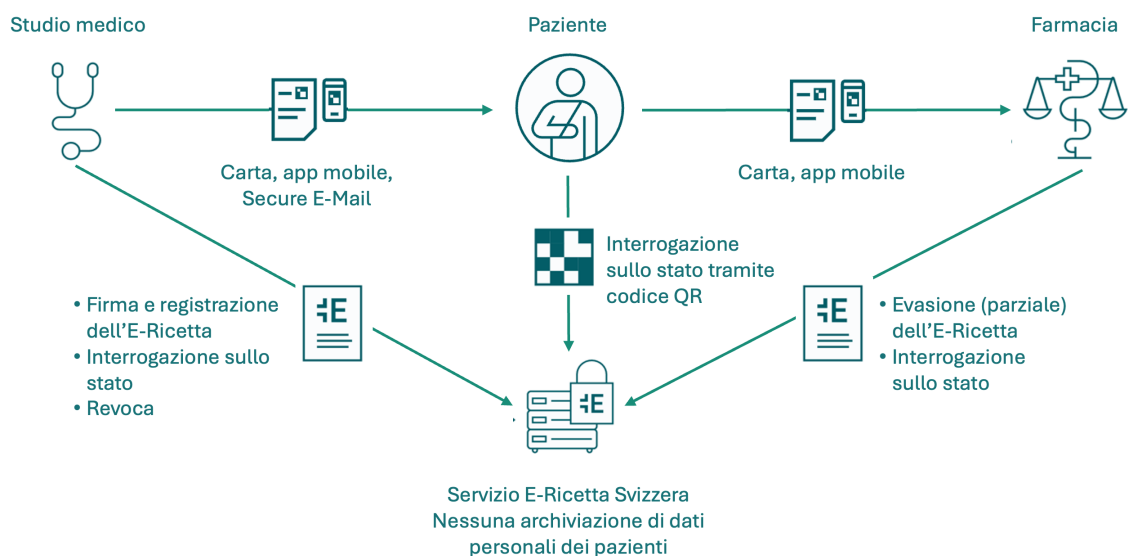 Studio medico
Paziente
Farmacia
Carta, app mobile,
Secure E-Mail
Carta, app mobile
Interrogazione
sullo stato tramite
codice QR
• Firma e registrazione
dell’E-Ricetta
• Interrogazione sullo
stato
• Revoca
E
E
• Evasione (parziale)
dell’E-Ricetta
• Interrogazione
sullo stato
E
Servizio E-Ricetta Svizzera
Nessuna archiviazione di dati
personali dei pazienti